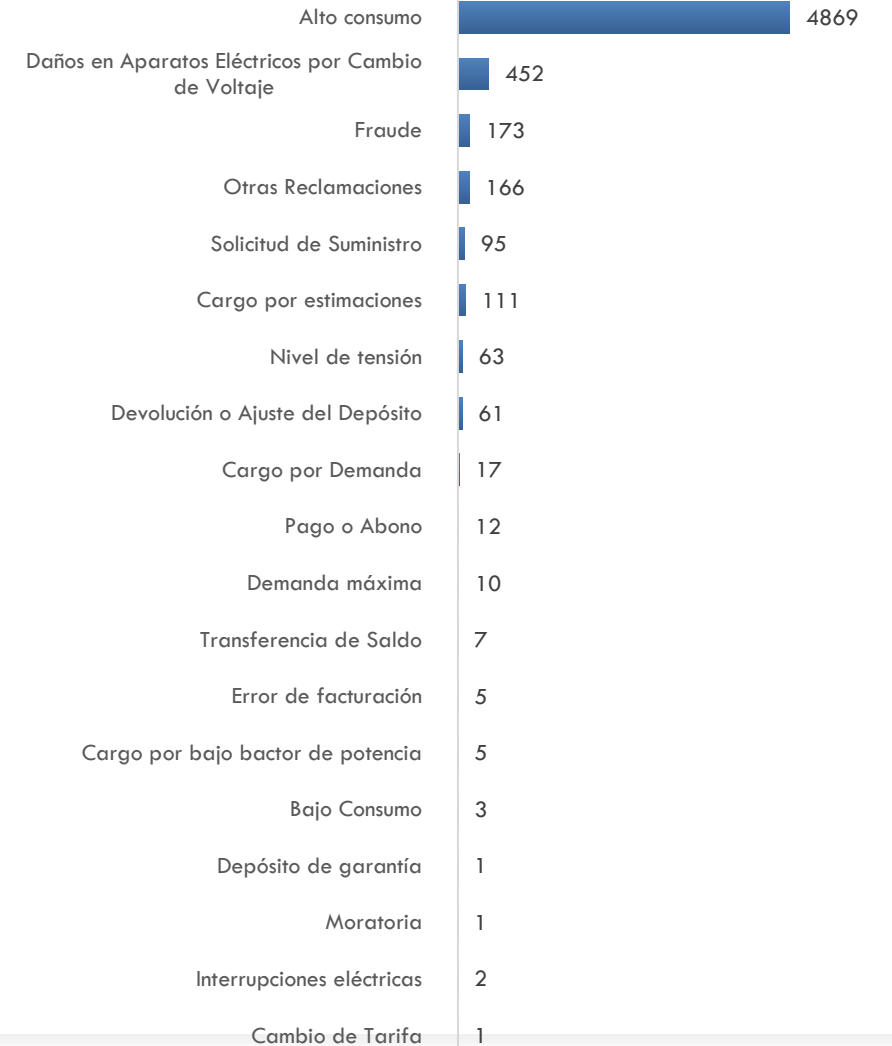 Alto consumo 4869
Daños en Aparatos Eléctricos por Cambio
de Voltaje 452
Fraude 173
Otras Reclamaciones 166
Solicitud de Suministro 95
Cargo por estimaciones 111
Nivel de tensión 63
Devolución o Ajuste del Depósito 61
Cargo por Demanda 17
Pago o Abono 12
Demanda máxima 10
Transferencia de Saldo 7
Error de facturación 5
Cargo por bajo bactor de potencia 5
Bajo Consumo 3
Depósito de garantía 1
Moratoria 1
Interrupciones eléctricas 2
Cambio de Tarifa 1